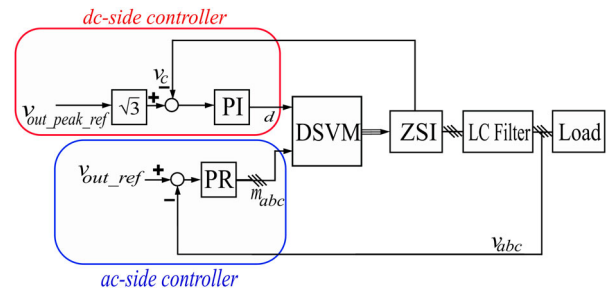 dc-side controller
v_c
v_out_peak_ref
√3
+
−
PI
d
DSVM
ZSI
LC Filter
Load
v_out_ref
+
−
PR
m_abc
v_abc
ac-side controller